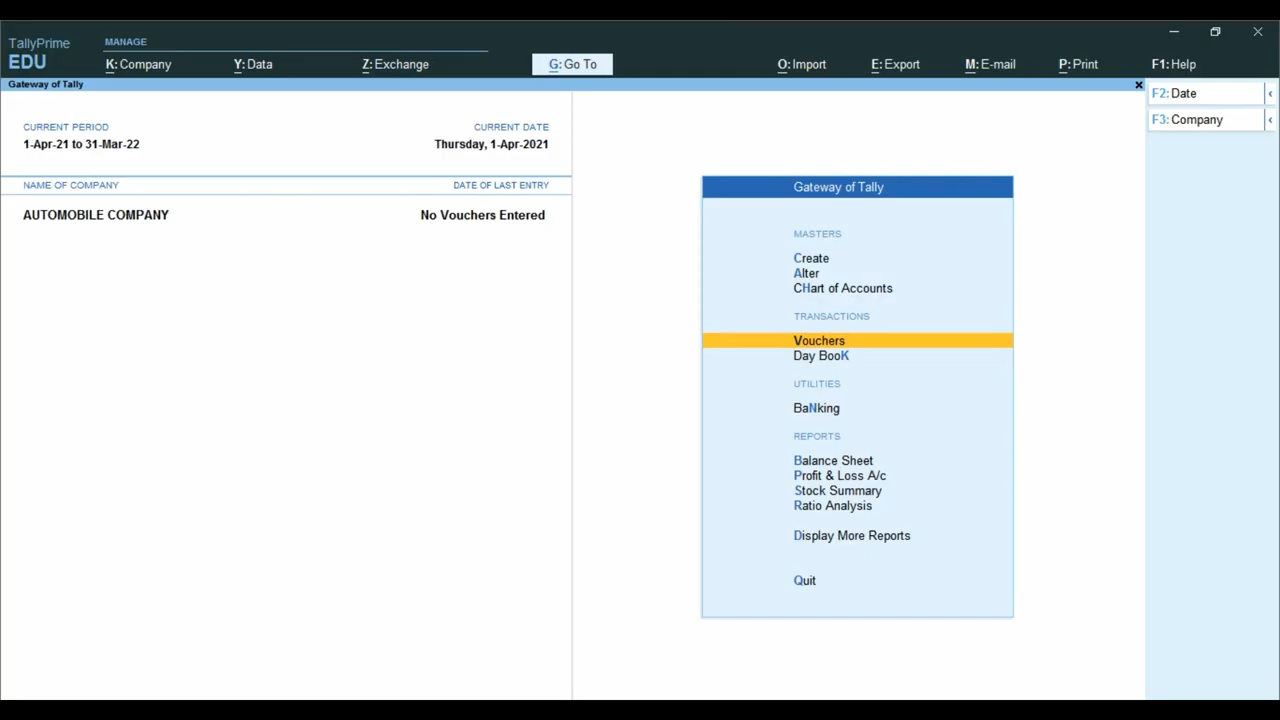 TallyPrime
EDU
MANAGE
K: Company
Y: Data
Z: Exchange
G: Go To
O: Import
E: Export
M: E-mail
P: Print
F1: Help
Gateway of Tally
F2: Date
F3: Company
CURRENT PERIOD
CURRENT DATE
1-Apr-21 to 31-Mar-22
Thursday, 1-Apr-2021
NAME OF COMPANY
DATE OF LAST ENTRY
AUTOMOBILE COMPANY
No Vouchers Entered
Gateway of Tally
MASTERS
Create
Alter
CHart of Accounts
TRANSACTIONS
Vouchers
Day BooK
UTILITIES
BaNking
REPORTS
Balance Sheet
Profit & Loss A/c
Stock Summary
Ratio Analysis
Display More Reports
Quit